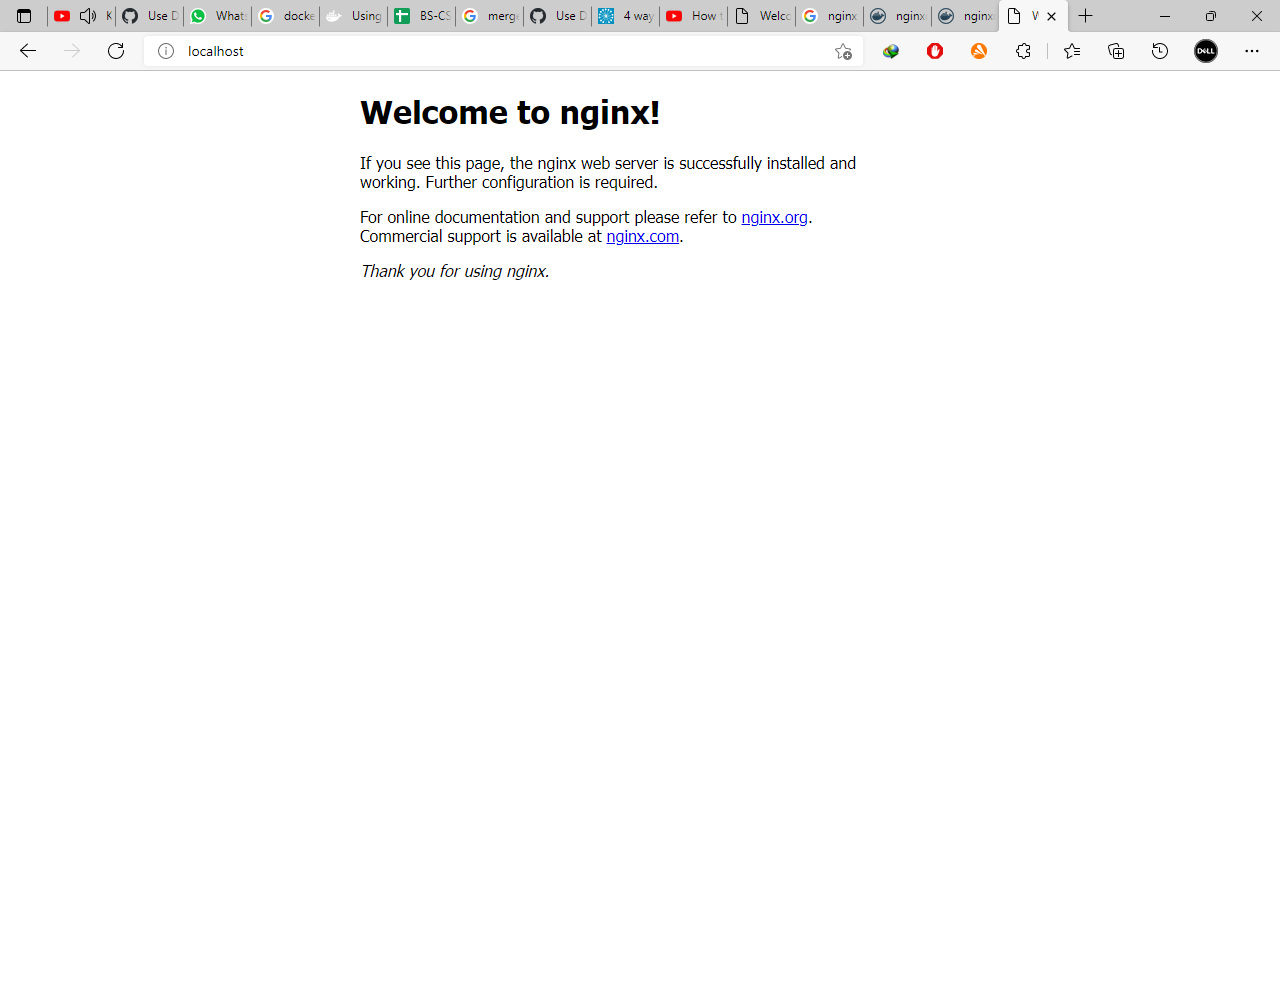 Use D
What
docke
Using
BS-CS
merg
Use D
4 way
How t
Welco
nginx
nginx
nginx
localhost
DELL
Welcome to nginx!
If you see this page, the nginx web server is successfully installed and
working. Further configuration is required.
For online documentation and support please refer to nginx.org.
Commercial support is available at nginx.com.
Thank you for using nginx.